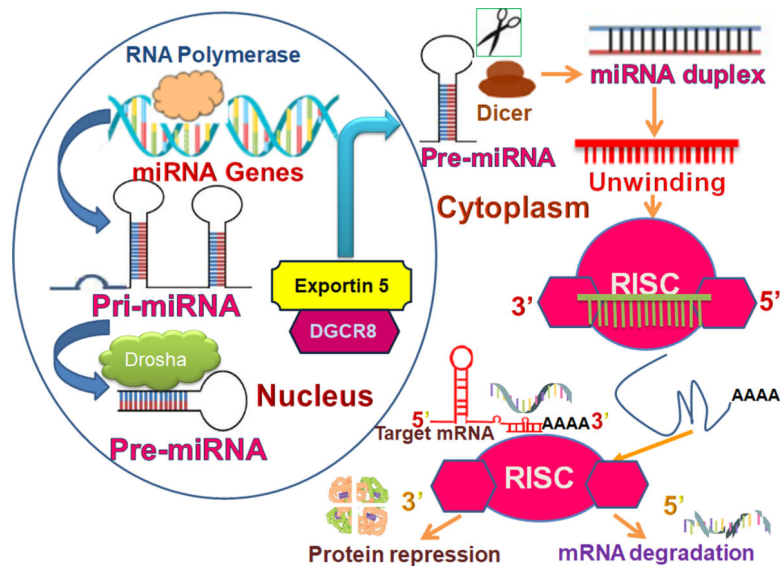 RNA Polymerase
miRNA Genes
Pri-miRNA
Drosha
Nucleus
Pre-miRNA
Exportin 5
DGCR8
Pre-miRNA
Dicer
miRNA duplex
Unwinding
Cytoplasm
RISC
3’
5’
AAAA
5’
Target mRNA
AAAA
3’
RISC
3’
5’
Protein repression
mRNA degradation